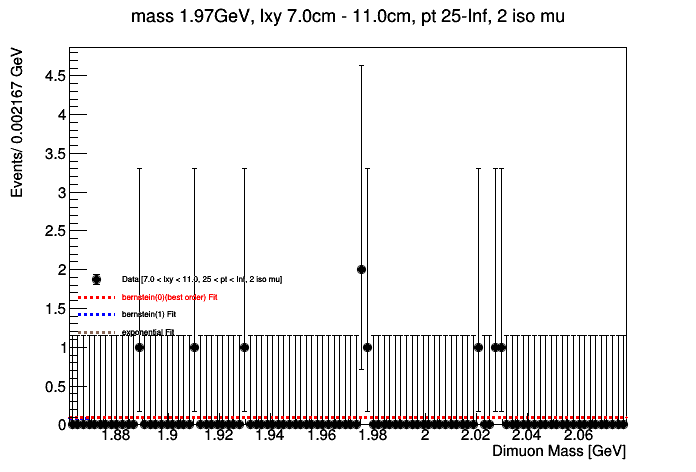 mass 1.97GeV, lxy 7.0cm - 11.0cm, pt 25-Inf, 2 iso mu
Events/ 0.002167 GeV
4.5
4
3.5
3
2.5
2
1.5
1
0.5
0
Data [7.0 < lxy < 11.0, 25 < pt < Inf, 2 iso mu]
bernstein(0)(best order) Fit
bernstein(1) Fit
exponential Fit
1.88 1.9 1.92 1.94 1.96 1.98 2 2.02 2.04 2.06
Dimuon Mass [GeV]